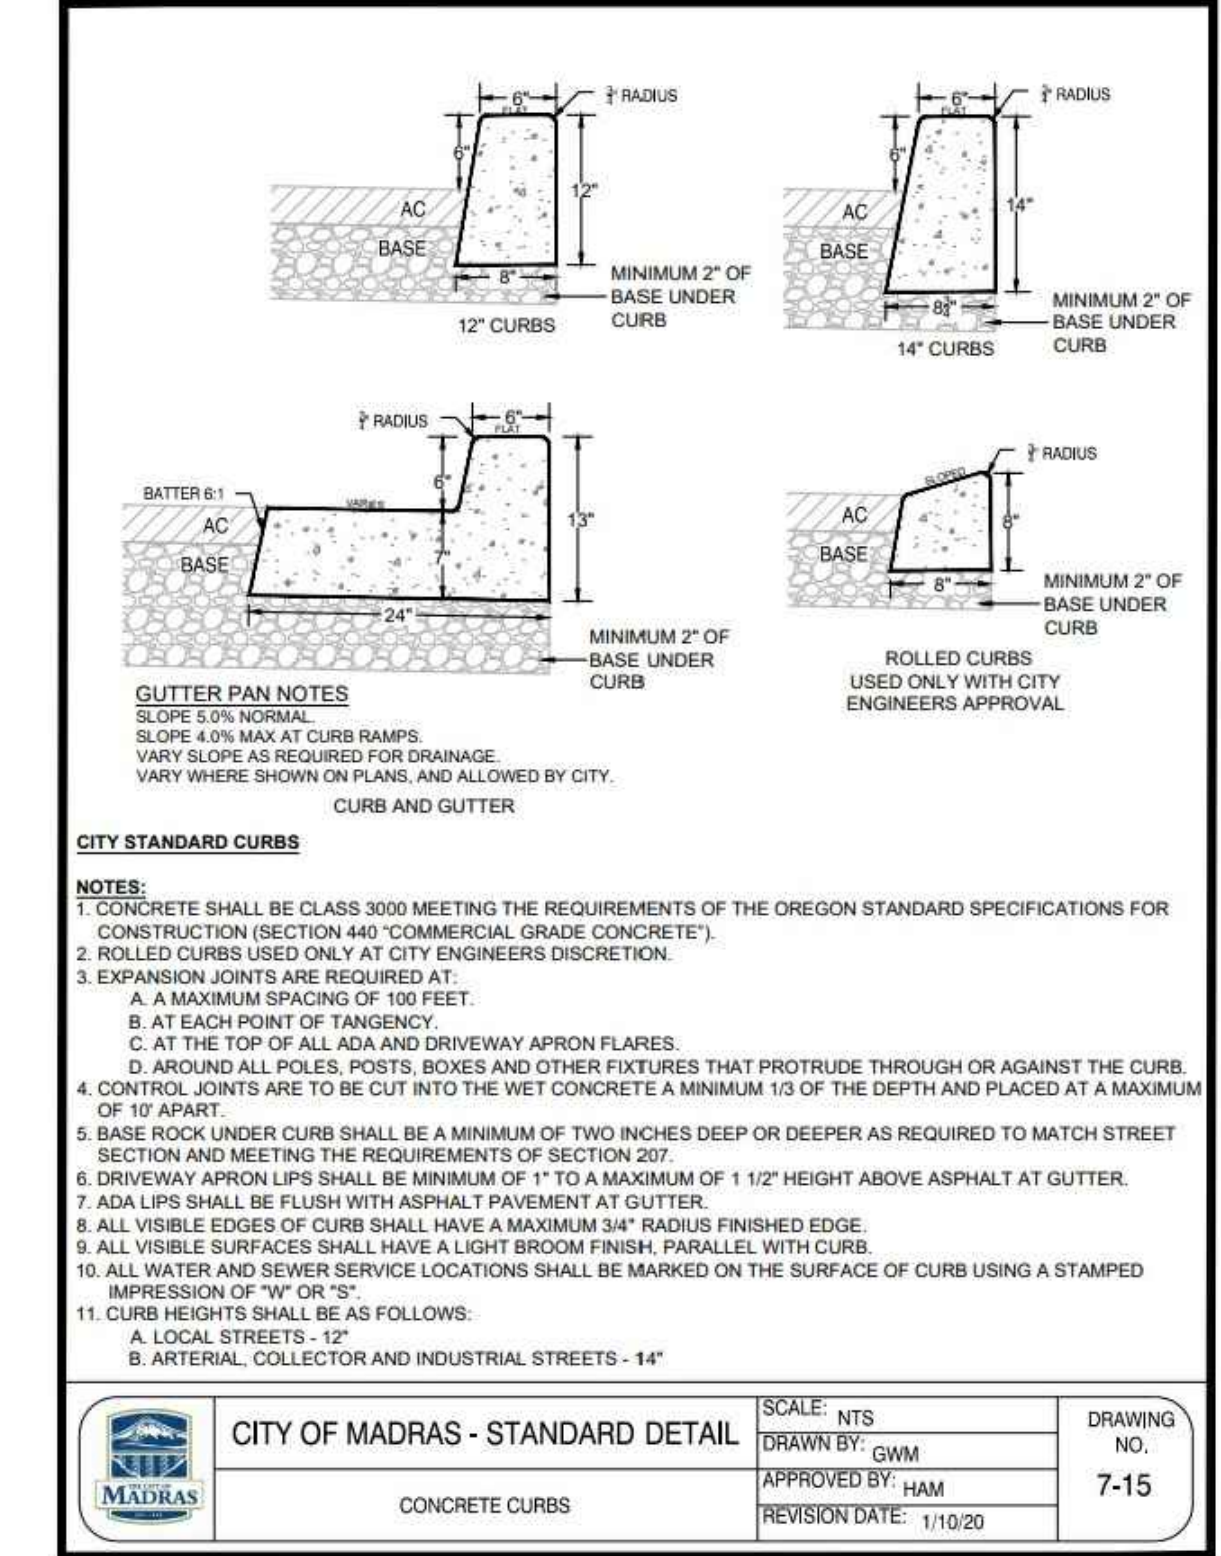 6"
FLAT
3/4" RADIUS
6"
12"
AC
BASE
8"
MINIMUM 2" OF
BASE UNDER
CURB
12" CURBS
6"
FLAT
3/4" RADIUS
6"
14"
AC
BASE
8 3/4"
MINIMUM 2" OF
BASE UNDER
CURB
14" CURBS
3/4" RADIUS
6"
FLAT
6"
BATTER 6:1
VARIES
13"
AC
BASE
7"
24"
MINIMUM 2" OF
BASE UNDER
CURB
3/4" RADIUS
SLOPED
AC
BASE
8"
8"
MINIMUM 2" OF
BASE UNDER
CURB
ROLLED CURBS
USED ONLY WITH CITY
ENGINEERS APPROVAL
GUTTER PAN NOTES
SLOPE 5.0% NORMAL.
SLOPE 4.0% MAX AT CURB RAMPS.
VARY SLOPE AS REQUIRED FOR DRAINAGE.
VARY WHERE SHOWN ON PLANS, AND ALLOWED BY CITY.
CURB AND GUTTER
CITY STANDARD CURBS
NOTES:
1. CONCRETE SHALL BE CLASS 3000 MEETING THE REQUIREMENTS OF THE OREGON STANDARD SPECIFICATIONS FOR
CONSTRUCTION (SECTION 440 "COMMERCIAL GRADE CONCRETE").
2. ROLLED CURBS USED ONLY AT CITY ENGINEERS DISCRETION.
3. EXPANSION JOINTS ARE REQUIRED AT:
A. A MAXIMUM SPACING OF 100 FEET.
B. AT EACH POINT OF TANGENCY.
C. AT THE TOP OF ALL ADA AND DRIVEWAY APRON FLARES.
D. AROUND ALL POLES, POSTS, BOXES AND OTHER FIXTURES THAT PROTRUDE THROUGH OR AGAINST THE CURB.
4. CONTROL JOINTS ARE TO BE CUT INTO THE WET CONCRETE A MINIMUM 1/3 OF THE DEPTH AND PLACED AT A MAXIMUM
OF 10' APART.
5. BASE ROCK UNDER CURB SHALL BE A MINIMUM OF TWO INCHES DEEP OR DEEPER AS REQUIRED TO MATCH STREET
SECTION AND MEETING THE REQUIREMENTS OF SECTION 207.
6. DRIVEWAY APRON LIPS SHALL BE MINIMUM OF 1" TO A MAXIMUM OF 1 1/2" HEIGHT ABOVE ASPHALT AT GUTTER.
7. ADA LIPS SHALL BE FLUSH WITH ASPHALT PAVEMENT AT GUTTER.
8. ALL VISIBLE EDGES OF CURB SHALL HAVE A MAXIMUM 3/4" RADIUS FINISHED EDGE.
9. ALL VISIBLE SURFACES SHALL HAVE A LIGHT BROOM FINISH, PARALLEL WITH CURB.
10. ALL WATER AND SEWER SERVICE LOCATIONS SHALL BE MARKED ON THE SURFACE OF CURB USING A STAMPED
IMPRESSION OF "W" OR "S".
11. CURB HEIGHTS SHALL BE AS FOLLOWS:
A. LOCAL STREETS - 12"
B. ARTERIAL, COLLECTOR AND INDUSTRIAL STREETS - 14"
THE CITY OF
MADRAS
CITY OF MADRAS - STANDARD DETAIL
CONCRETE CURBS
SCALE: NTS
DRAWN BY: GWM
APPROVED BY: HAM
REVISION DATE: 1/10/20
DRAWING
NO.
7-15